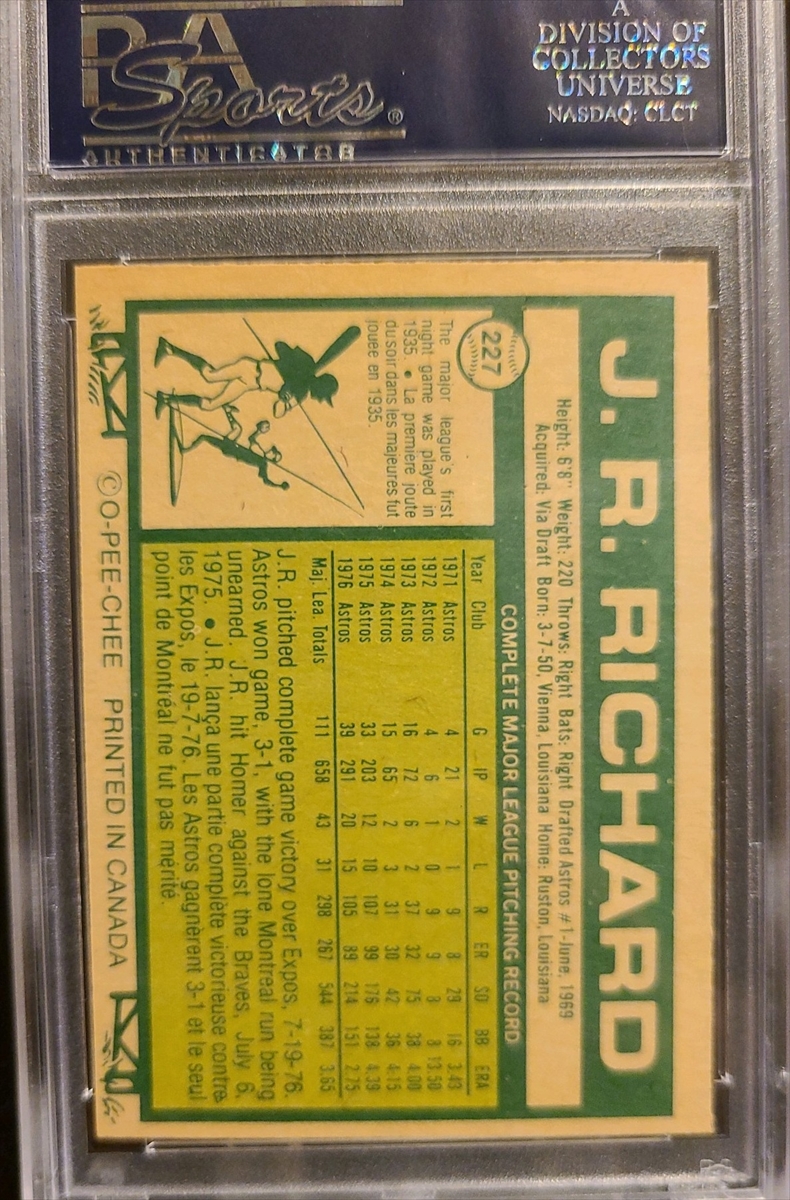 PSA
Sports®
AUTHENTICATOR
A
DIVISION OF
COLLECTORS
UNIVERSE
NASDAQ: CLCT
J. R. RICHARD
Height: 6'8" Weight: 220 Throws: Right Bats: Right Drafted Astros #1-June, 1969
Acquired: Via Draft Born: 3-7-50, Vienna, Louisiana Home: Ruston, Louisiana
227
COMPLETE MAJOR LEAGUE PITCHING RECORD
The major league's first
night game was played in
1935. • La première joute
du soir dans les majeures fut
jouée en 1935.
Year Club G IP W L R ER SO BB ERA
1971 Astros 4 21 2 1 9 8 29 16 3.43
1972 Astros 4 6 1 0 9 9 8 8 13.50
1973 Astros 16 72 6 2 37 32 75 38 4.00
1974 Astros 15 65 2 3 31 30 42 36 4.15
1975 Astros 33 203 12 10 107 99 176 138 4.39
1976 Astros 39 291 20 15 105 89 214 151 2.75
Maj. Lea. Totals 111 658 43 31 298 267 544 387 3.65
J.R. pitched complete game victory over Expos, 7-19-76.
Astros won game, 3-1, with the lone Montreal run being
unearned. J.R. hit Homer against the Braves, July 6,
1975. • J.R. lança une partie complète victorieuse contre
les Expos, le 19-7-76. Les Astros gagnèrent 3-1 et le seul
point de Montréal ne fut pas mérité.
© O-PEE-CHEE PRINTED IN CANADA